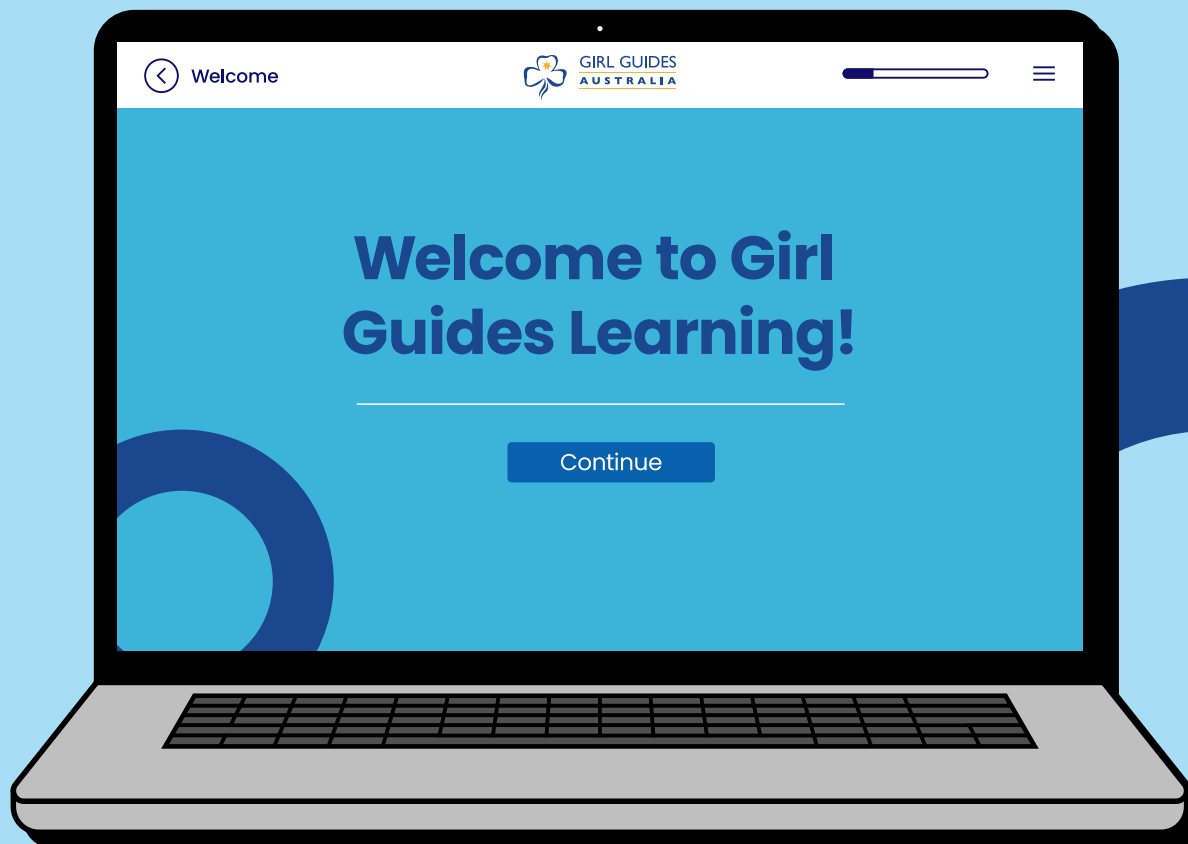 Welcome
GIRL GUIDES
AUSTRALIA
Welcome to Girl
Guides Learning!
Continue